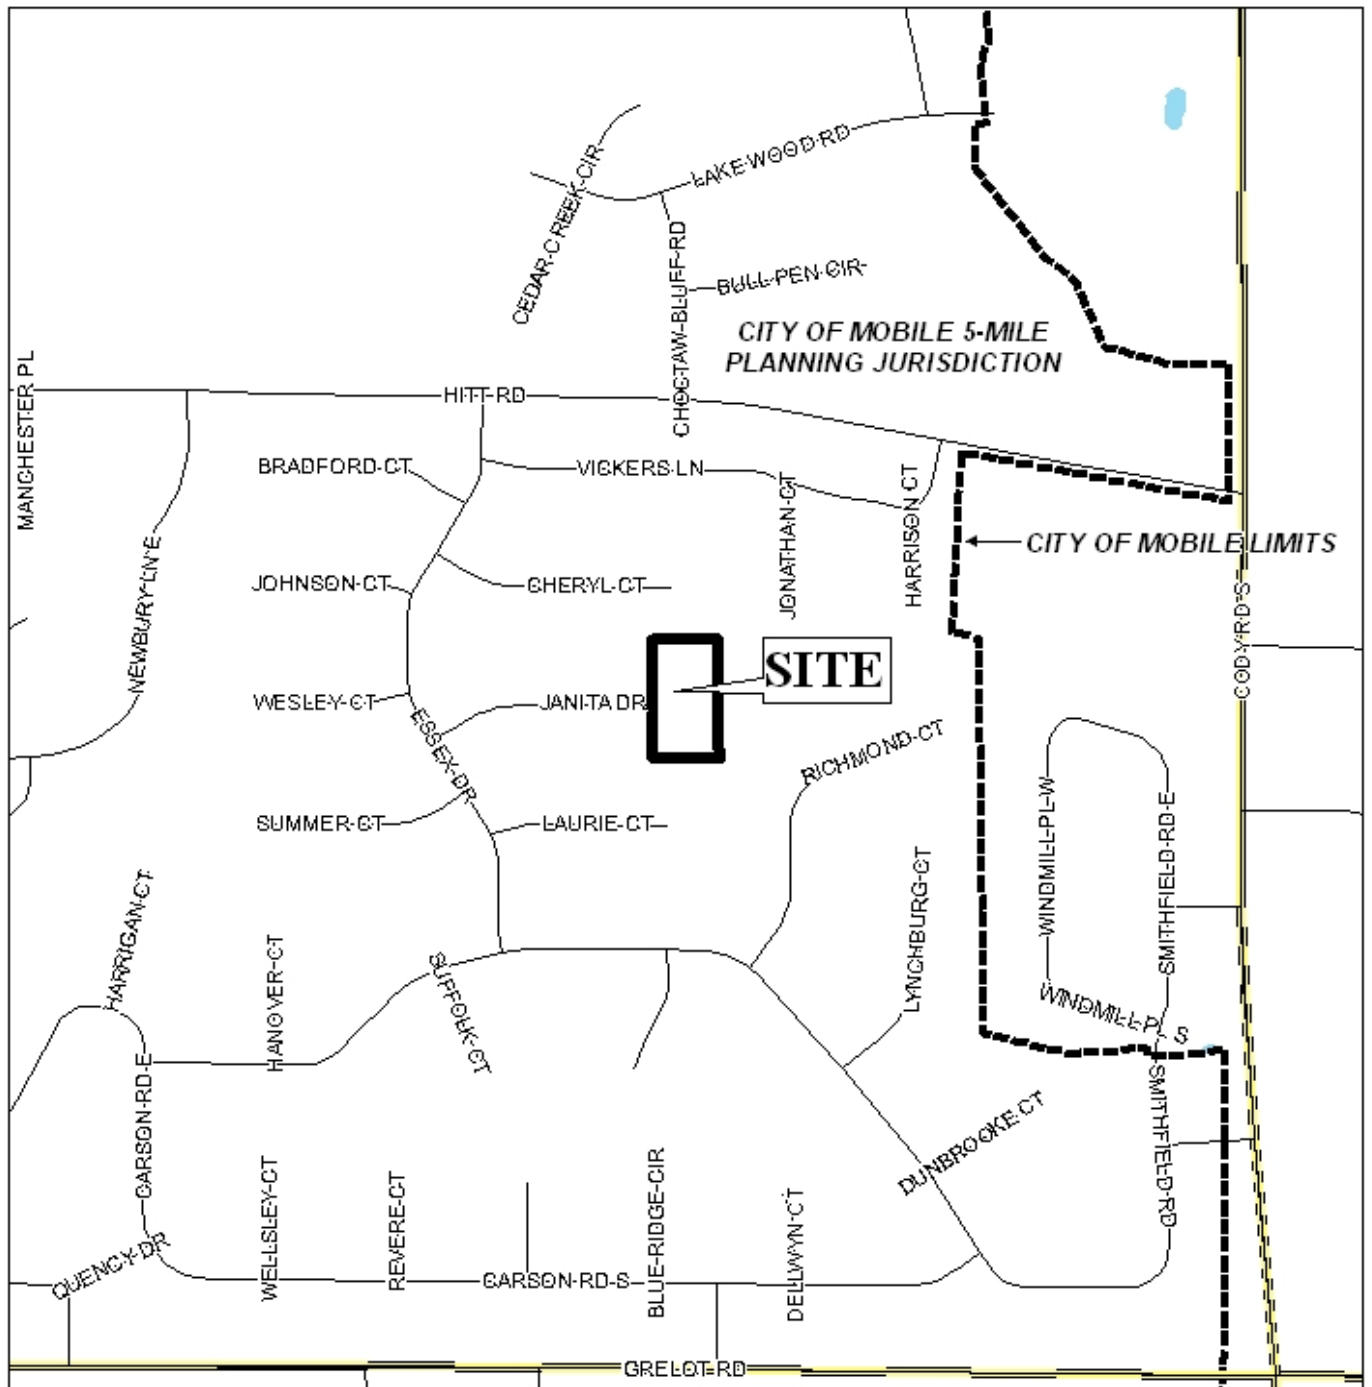 LAKEWOOD RD
CEDAR CREEK CIR
CHOCTAW BLUFF RD
BULL PEN CIR
CITY OF MOBILE 5-MILE
PLANNING JURISDICTION
MANCHESTER PL
HITT RD
BRADFORD CT
VICKERS LN
JONATHAN CT
HARRISON CT
CITY OF MOBILE LIMITS
NEWBURY LN E
JOHNSON CT
CHERYL CT
CODY RD S
SITE
WESLEY CT
ESSEX DR
JANITA DR
RICHMOND CT
SUMMER CT
LAURIE CT
WINDMILL PL W
SMITHFIELD RD E
HARRIGAN CT
HANOVER CT
SUFFOLK CT
LYNCHBURG CT
WINDMILL PL S
CARSON RD E
DUNBROOKE CT
SMITHFIELD RD
QUENCY DR
WELLSLEY CT
REVERE CT
CARSON RD S
BLUE RIDGE CIR
DELLWYN CT
GRELOT RD